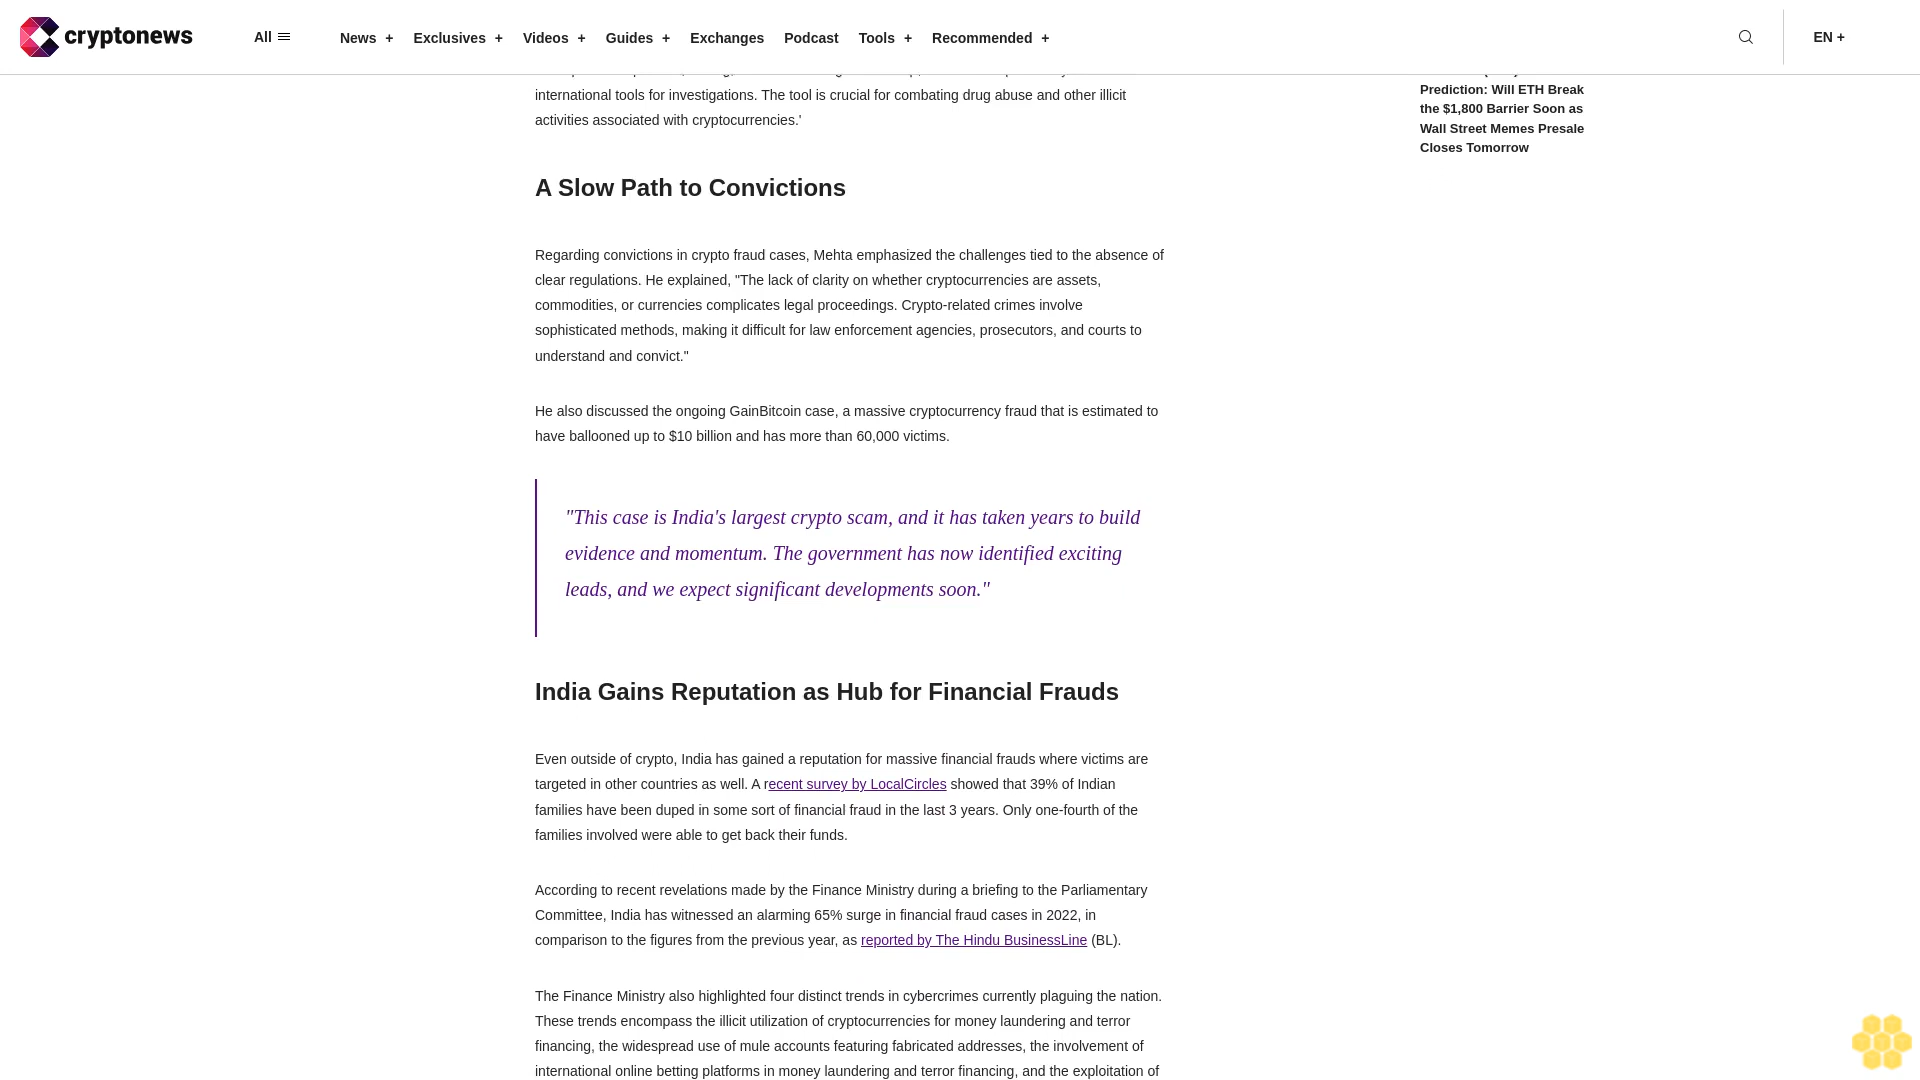 cryptonews
All
News +
Exclusives +
Videos +
Guides +
Exchanges
Podcast
Tools +
Recommended +
EN +
international tools for investigations. The tool is crucial for combating drug abuse and other illicit
activities associated with cryptocurrencies.'
A Slow Path to Convictions
Regarding convictions in crypto fraud cases, Mehta emphasized the challenges tied to the absence of
clear regulations. He explained, "The lack of clarity on whether cryptocurrencies are assets,
commodities, or currencies complicates legal proceedings. Crypto-related crimes involve
sophisticated methods, making it difficult for law enforcement agencies, prosecutors, and courts to
understand and convict."
He also discussed the ongoing GainBitcoin case, a massive cryptocurrency fraud that is estimated to
have ballooned up to $10 billion and has more than 60,000 victims.
"This case is India's largest crypto scam, and it has taken years to build
evidence and momentum. The government has now identified exciting
leads, and we expect significant developments soon."
India Gains Reputation as Hub for Financial Frauds
Even outside of crypto, India has gained a reputation for massive financial frauds where victims are
targeted in other countries as well. A recent survey by LocalCircles showed that 39% of Indian
families have been duped in some sort of financial fraud in the last 3 years. Only one-fourth of the
families involved were able to get back their funds.
According to recent revelations made by the Finance Ministry during a briefing to the Parliamentary
Committee, India has witnessed an alarming 65% surge in financial fraud cases in 2022, in
comparison to the figures from the previous year, as reported by The Hindu BusinessLine (BL).
The Finance Ministry also highlighted four distinct trends in cybercrimes currently plaguing the nation.
These trends encompass the illicit utilization of cryptocurrencies for money laundering and terror
financing, the widespread use of mule accounts featuring fabricated addresses, the involvement of
international online betting platforms in money laundering and terror financing, and the exploitation of
Prediction: Will ETH Break
the $1,800 Barrier Soon as
Wall Street Memes Presale
Closes Tomorrow